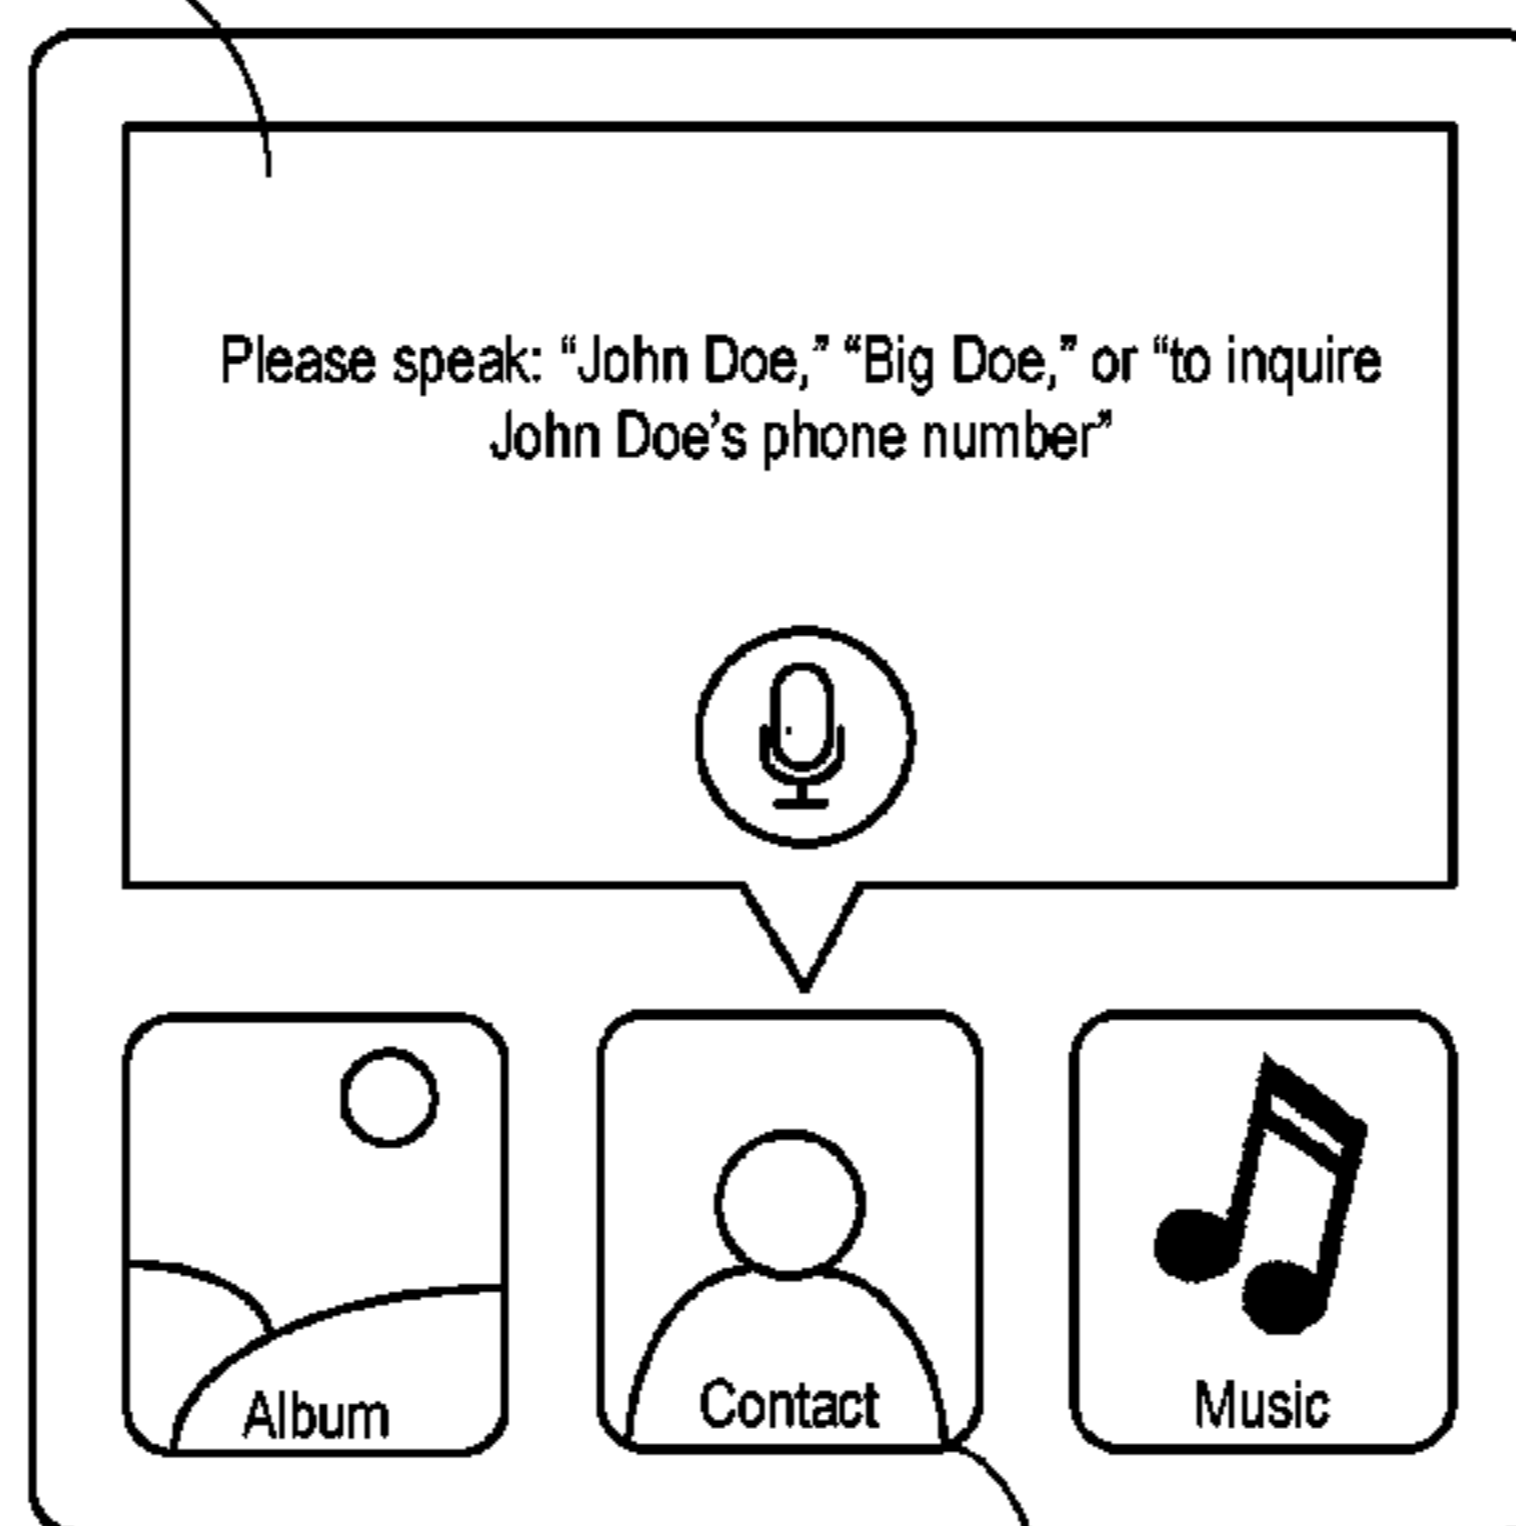 Please speak: “John Doe,” “Big Doe,” or “to inquire
John Doe’s phone number”
Album
Contact
Music